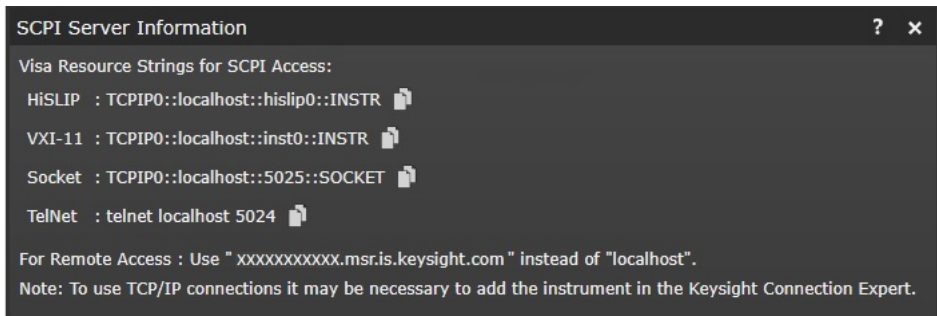 SCPI Server Information ? ×
Visa Resource Strings for SCPI Access:
HiSLIP : TCPIP0::localhost::hislip0::INSTR
VXI-11 : TCPIP0::localhost::inst0::INSTR
Socket : TCPIP0::localhost::5025::SOCKET
TelNet : telnet localhost 5024
For Remote Access : Use " xxxxxxxxxxx.msr.is.keysight.com " instead of "localhost".
Note: To use TCP/IP connections it may be necessary to add the instrument in the Keysight Connection Expert.